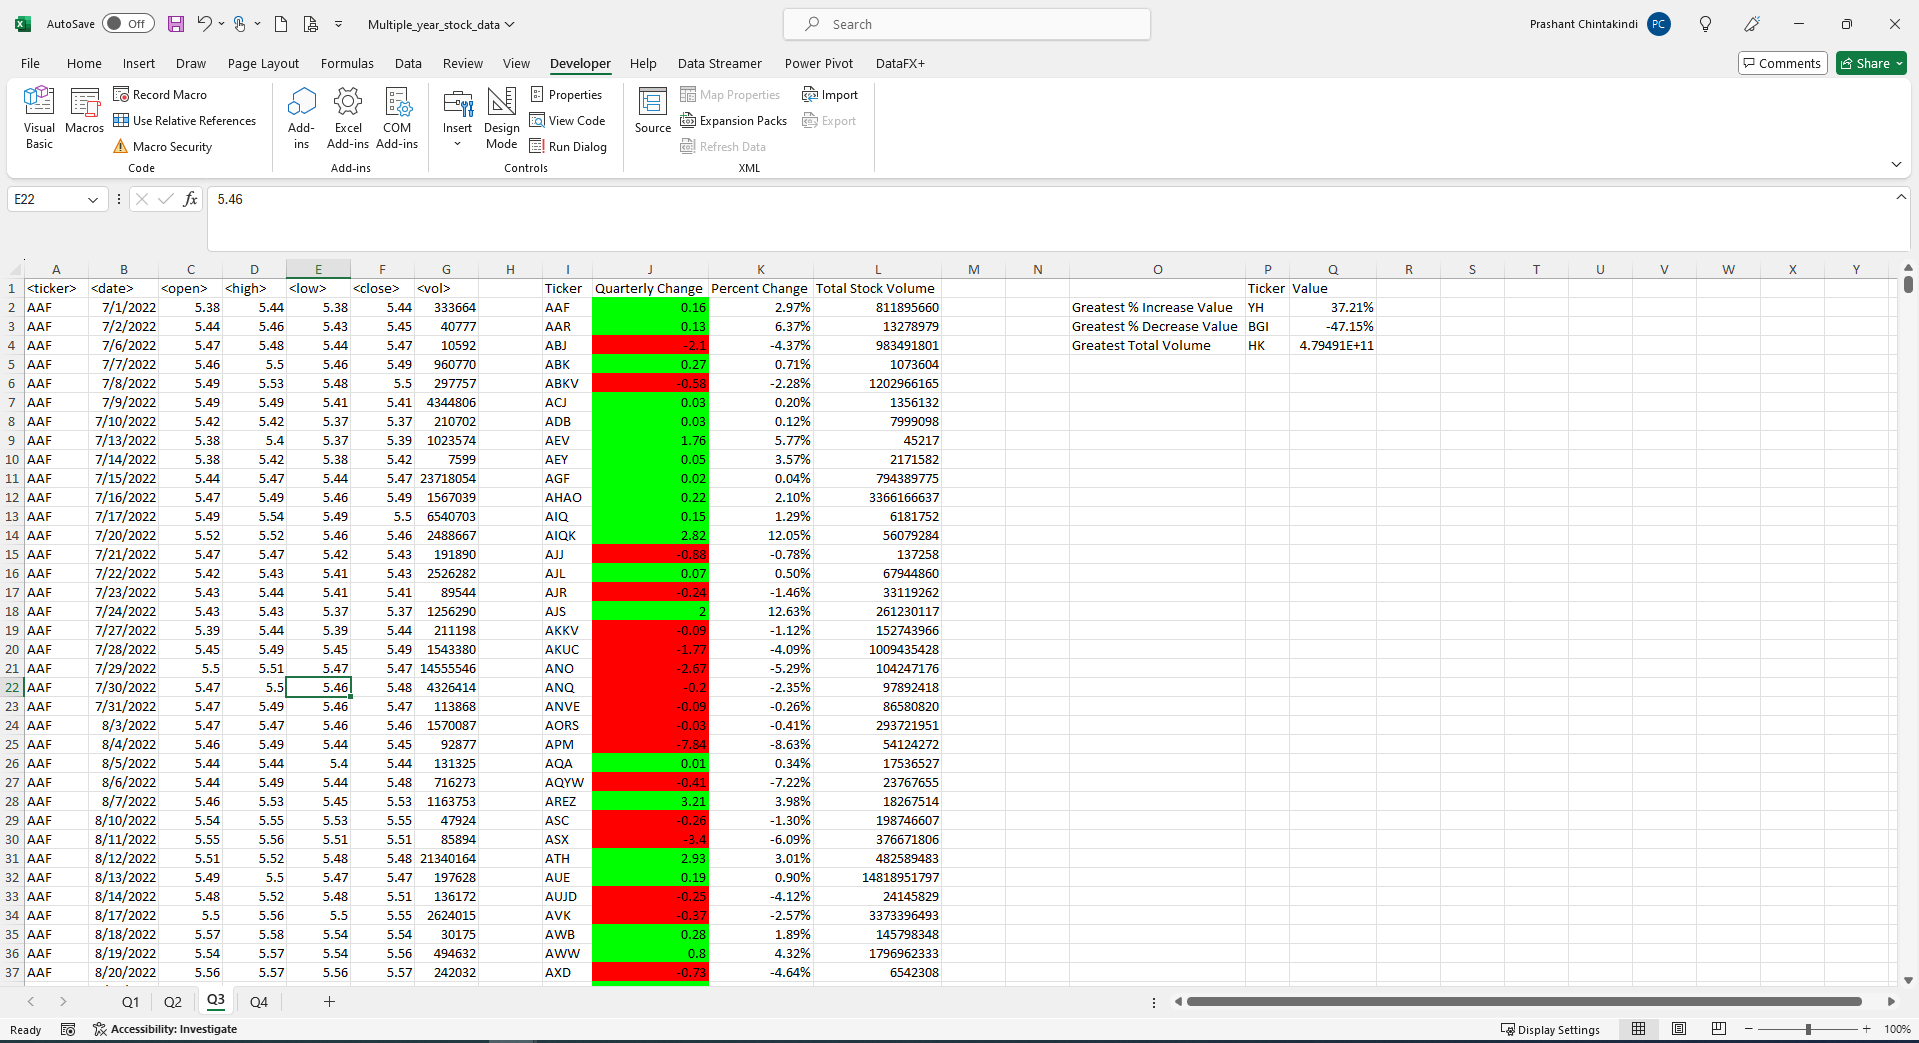 AutoSave Off Multiple_year_stock_data Search Prashant Chintakindi PC
File Home Insert Draw Page Layout Formulas Data Review View Developer Help Data Streamer Power Pivot DataFX+ Comments Share
Visual Basic Macros Record Macro Use Relative References Macro Security Code
Add-ins Excel Add-ins COM Add-ins Add-ins
Insert Design Mode Properties View Code Run Dialog Controls
Source Map Properties Expansion Packs Refresh Data Import Export XML
E22 fx 5.46
A B C D E F G H I J K L M N O P Q R S T U V W X Y
1 <ticker> <date> <open> <high> <low> <close> <vol> Ticker Quarterly Change Percent Change Total Stock Volume Ticker Value
2 AAF 7/1/2022 5.38 5.44 5.38 5.44 333664 AAF 0.16 2.97% 811895660 Greatest % Increase Value YH 37.21%
3 AAF 7/2/2022 5.44 5.46 5.43 5.45 40777 AAR 0.13 6.37% 13278979 Greatest % Decrease Value BGI -47.15%
4 AAF 7/6/2022 5.47 5.48 5.44 5.47 10592 ABJ -2.1 -4.37% 983491801 Greatest Total Volume HK 4.79491E+11
5 AAF 7/7/2022 5.46 5.5 5.46 5.49 960770 ABK 0.27 0.71% 1073604
6 AAF 7/8/2022 5.49 5.53 5.48 5.5 297757 ABKV -0.58 -2.28% 1202966165
7 AAF 7/9/2022 5.49 5.49 5.41 5.41 4344806 ACJ 0.03 0.20% 1356132
8 AAF 7/10/2022 5.42 5.42 5.37 5.37 210702 ADB 0.03 0.12% 7999098
9 AAF 7/13/2022 5.38 5.4 5.37 5.39 1023574 AEV 1.76 5.77% 45217
10 AAF 7/14/2022 5.38 5.42 5.38 5.42 7599 AEY 0.05 3.57% 2171582
11 AAF 7/15/2022 5.44 5.47 5.44 5.47 23718054 AGF 0.02 0.04% 794389775
12 AAF 7/16/2022 5.47 5.49 5.46 5.49 1567039 AHAO 0.22 2.10% 3366166637
13 AAF 7/17/2022 5.49 5.54 5.49 5.5 6540703 AIQ 0.15 1.29% 6181752
14 AAF 7/20/2022 5.52 5.52 5.46 5.46 2488667 AIQK 2.82 12.05% 56079284
15 AAF 7/21/2022 5.47 5.47 5.42 5.43 191890 AJJ -0.88 -0.78% 137258
16 AAF 7/22/2022 5.42 5.43 5.41 5.43 2526282 AJL 0.07 0.50% 67944860
17 AAF 7/23/2022 5.43 5.44 5.41 5.41 89544 AJR -0.24 -1.46% 33119262
18 AAF 7/24/2022 5.43 5.43 5.37 5.37 1256290 AJS 2 12.63% 261230117
19 AAF 7/27/2022 5.39 5.44 5.39 5.44 211198 AKKV -0.09 -1.12% 152743966
20 AAF 7/28/2022 5.45 5.49 5.45 5.49 1543380 AKUC -1.77 -4.09% 1009435428
21 AAF 7/29/2022 5.5 5.51 5.47 5.47 14555546 ANO -2.67 -5.29% 104247176
22 AAF 7/30/2022 5.47 5.5 5.46 5.48 4326414 ANQ -0.2 -2.35% 97892418
23 AAF 7/31/2022 5.47 5.49 5.46 5.47 113868 ANVE -0.09 -0.26% 86580820
24 AAF 8/3/2022 5.47 5.47 5.46 5.46 1570087 AORS -0.03 -0.41% 293721951
25 AAF 8/4/2022 5.46 5.49 5.44 5.45 92877 APM -7.84 -8.63% 54124272
26 AAF 8/5/2022 5.44 5.44 5.4 5.44 131325 AQA 0.01 0.34% 17536527
27 AAF 8/6/2022 5.44 5.49 5.44 5.48 716273 AQYW -0.41 -7.22% 23767655
28 AAF 8/7/2022 5.46 5.53 5.45 5.53 1163753 AREZ 3.21 3.98% 18267514
29 AAF 8/10/2022 5.54 5.55 5.53 5.55 47924 ASC -0.26 -1.30% 198746607
30 AAF 8/11/2022 5.55 5.56 5.51 5.51 85894 ASX -3.4 -6.09% 376671806
31 AAF 8/12/2022 5.51 5.52 5.48 5.48 21340164 ATH 2.93 3.01% 482589483
32 AAF 8/13/2022 5.49 5.5 5.47 5.47 197628 AUE 0.19 0.90% 14818951797
33 AAF 8/14/2022 5.48 5.52 5.48 5.51 136172 AUJD -0.25 -4.12% 24145829
34 AAF 8/17/2022 5.5 5.56 5.5 5.55 2624015 AVK -0.37 -2.57% 3373396493
35 AAF 8/18/2022 5.57 5.58 5.54 5.54 30175 AWB 0.28 1.89% 145798348
36 AAF 8/19/2022 5.54 5.57 5.54 5.56 494632 AWW 0.8 4.32% 1796962333
37 AAF 8/20/2022 5.56 5.57 5.56 5.57 242032 AXD -0.73 -4.64% 6542308
Q1 Q2 Q3 Q4
Ready Accessibility: Investigate Display Settings 100%